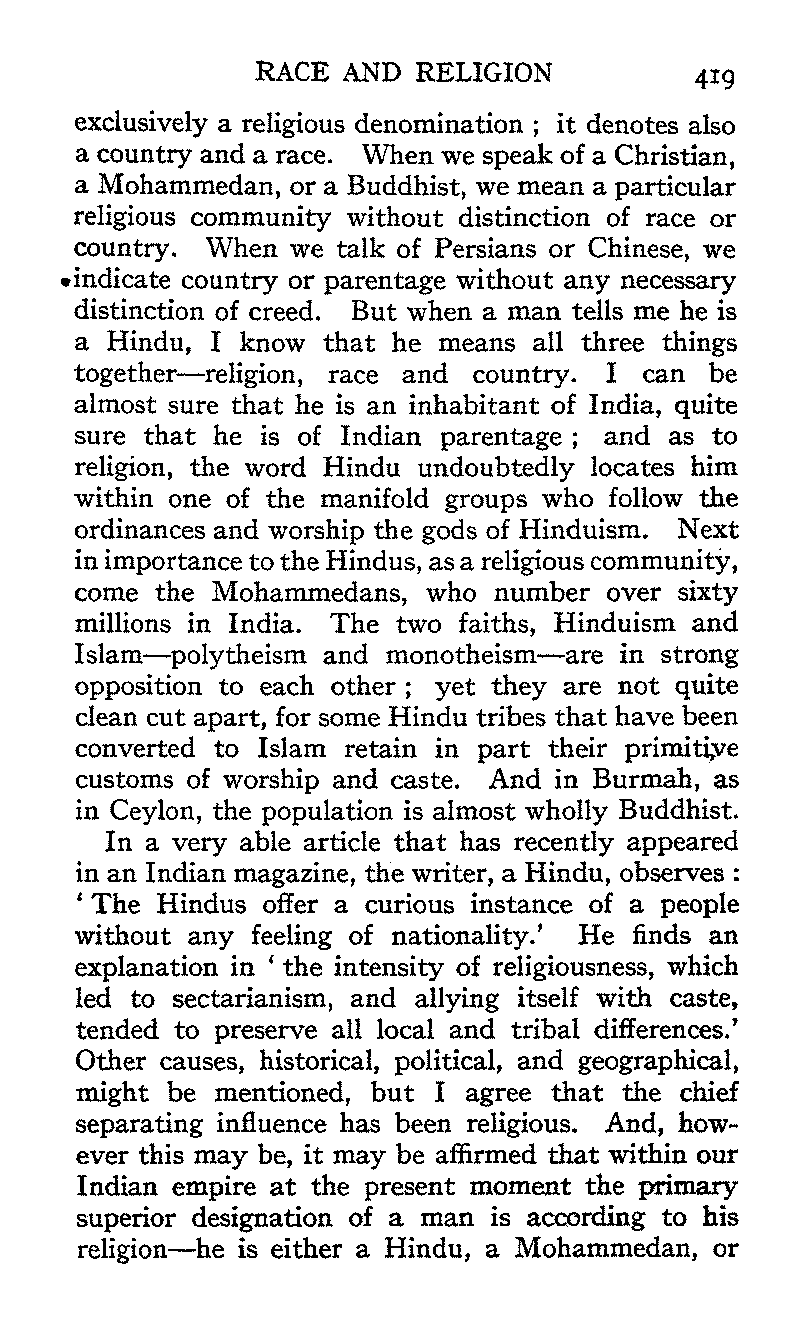 RACE AND RELIGION 419
exclusively a religious denomination ; it denotes also
a country and a race. When we speak of a Christian,
a Mohammedan, or a Buddhist, we mean a particular
religious community without distinction of race or
country. When we talk of Persians or Chinese, we
indicate country or parentage without any necessary
distinction of creed. But when a man tells me he is
a Hindu, I know that he means all three things
together—religion, race and country. I can be
almost sure that he is an inhabitant of India, quite
sure that he is of Indian parentage ; and as to
religion, the word Hindu undoubtedly locates him
within one of the manifold groups who follow the
ordinances and worship the gods of Hinduism. Next
in importance to the Hindus, as a religious community,
come the Mohammedans, who number over sixty
millions in India. The two faiths, Hinduism and
Islam—polytheism and monotheism—are in strong
opposition to each other ; yet they are not quite
clean cut apart, for some Hindu tribes that have been
converted to Islam retain in part their primitive
customs of worship and caste. And in Burmah, as
in Ceylon, the population is almost wholly Buddhist.
In a very able article that has recently appeared
in an Indian magazine, the writer, a Hindu, observes :
‘ The Hindus offer a curious instance of a people
without any feeling of nationality.’ He finds an
explanation in ‘ the intensity of religiousness, which
led to sectarianism, and allying itself with caste,
tended to preserve all local and tribal differences.’
Other causes, historical, political, and geographical,
might be mentioned, but I agree that the chief
separating influence has been religious. And, how-
ever this may be, it may be affirmed that within our
Indian empire at the present moment the primary
superior designation of a man is according to his
religion—he is either a Hindu, a Mohammedan, or